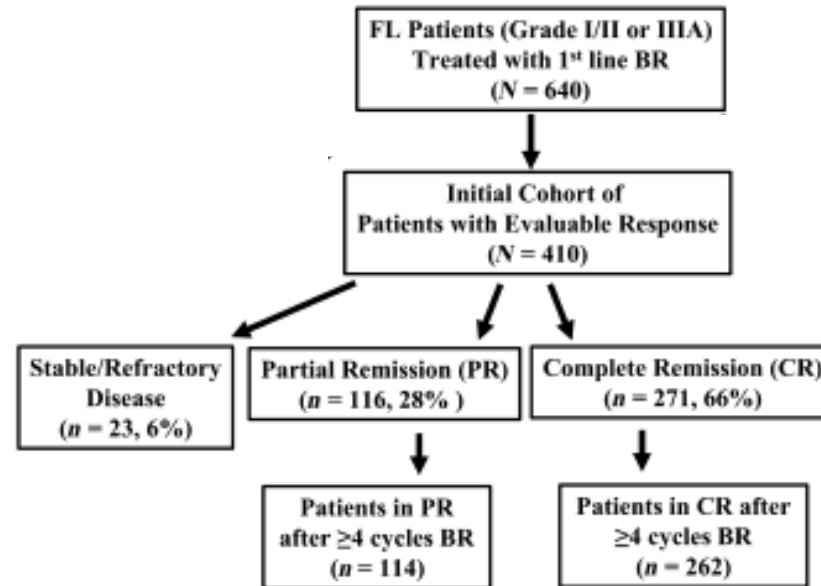 FL Patients (Grade I/II or IIIA)
Treated with 1st line BR
(N = 640)
Initial Cohort of
Patients with Evaluable Response
(N = 410)
Stable/Refractory
Disease
(n = 23, 6%)
Partial Remission (PR)
(n = 116, 28% )
Complete Remission (CR)
(n = 271, 66%)
Patients in PR
after ≥4 cycles BR
(n = 114)
Patients in CR after
≥4 cycles BR
(n = 262)